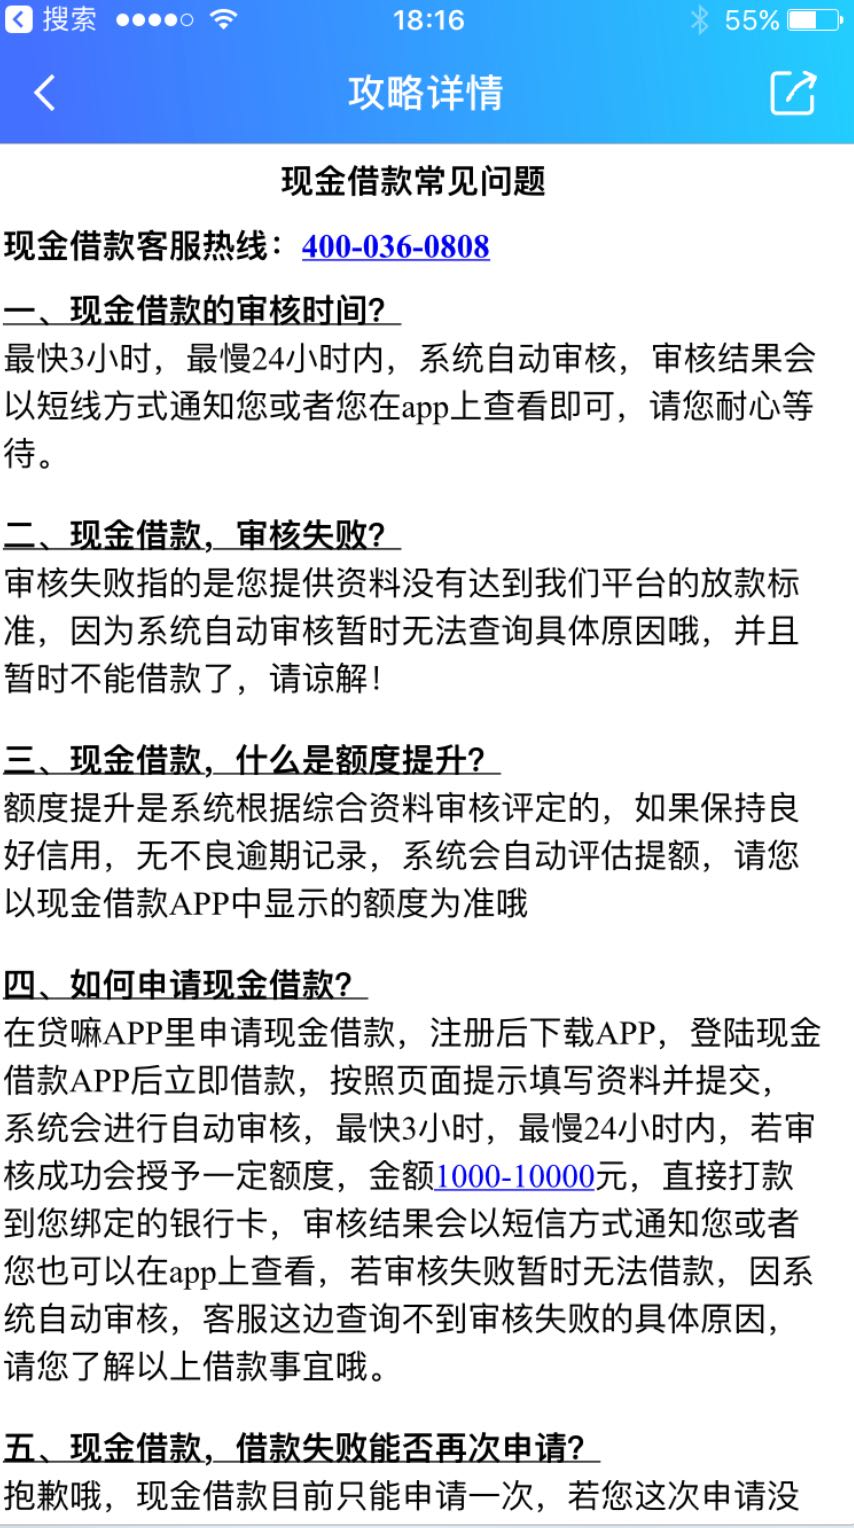 搜索 18:16 55%
攻略详情
现金借款常见问题
现金借款客服热线：400-036-0808
一、现金借款的审核时间？
最快3小时，最慢24小时内，系统自动审核，审核结果会
以短线方式通知您或者您在app上查看即可，请您耐心等
待。
二、现金借款，审核失败？
审核失败指的是您提供资料没有达到我们平台的放款标
准，因为系统自动审核暂时无法查询具体原因哦，并且
暂时不能借款了，请谅解！
三、现金借款，什么是额度提升？
额度提升是系统根据综合资料审核评定的，如果保持良
好信用，无不良逾期记录，系统会自动评估提额，请您
以现金借款APP中显示的额度为准哦
四、如何申请现金借款？
在贷嘛APP里申请现金借款，注册后下载APP，登陆现金
借款APP后立即借款，按照页面提示填写资料并提交，
系统会进行自动审核，最快3小时，最慢24小时内，若审
核成功会授予一定额度，金额1000-10000元，直接打款
到您绑定的银行卡，审核结果会以短信方式通知您或者
您也可以在app上查看，若审核失败暂时无法借款，因系
统自动审核，客服这边查询不到审核失败的具体原因，
请您了解以上借款事宜哦。
五、现金借款，借款失败能否再次申请？
抱歉哦，现金借款目前只能申请一次，若您这次申请没